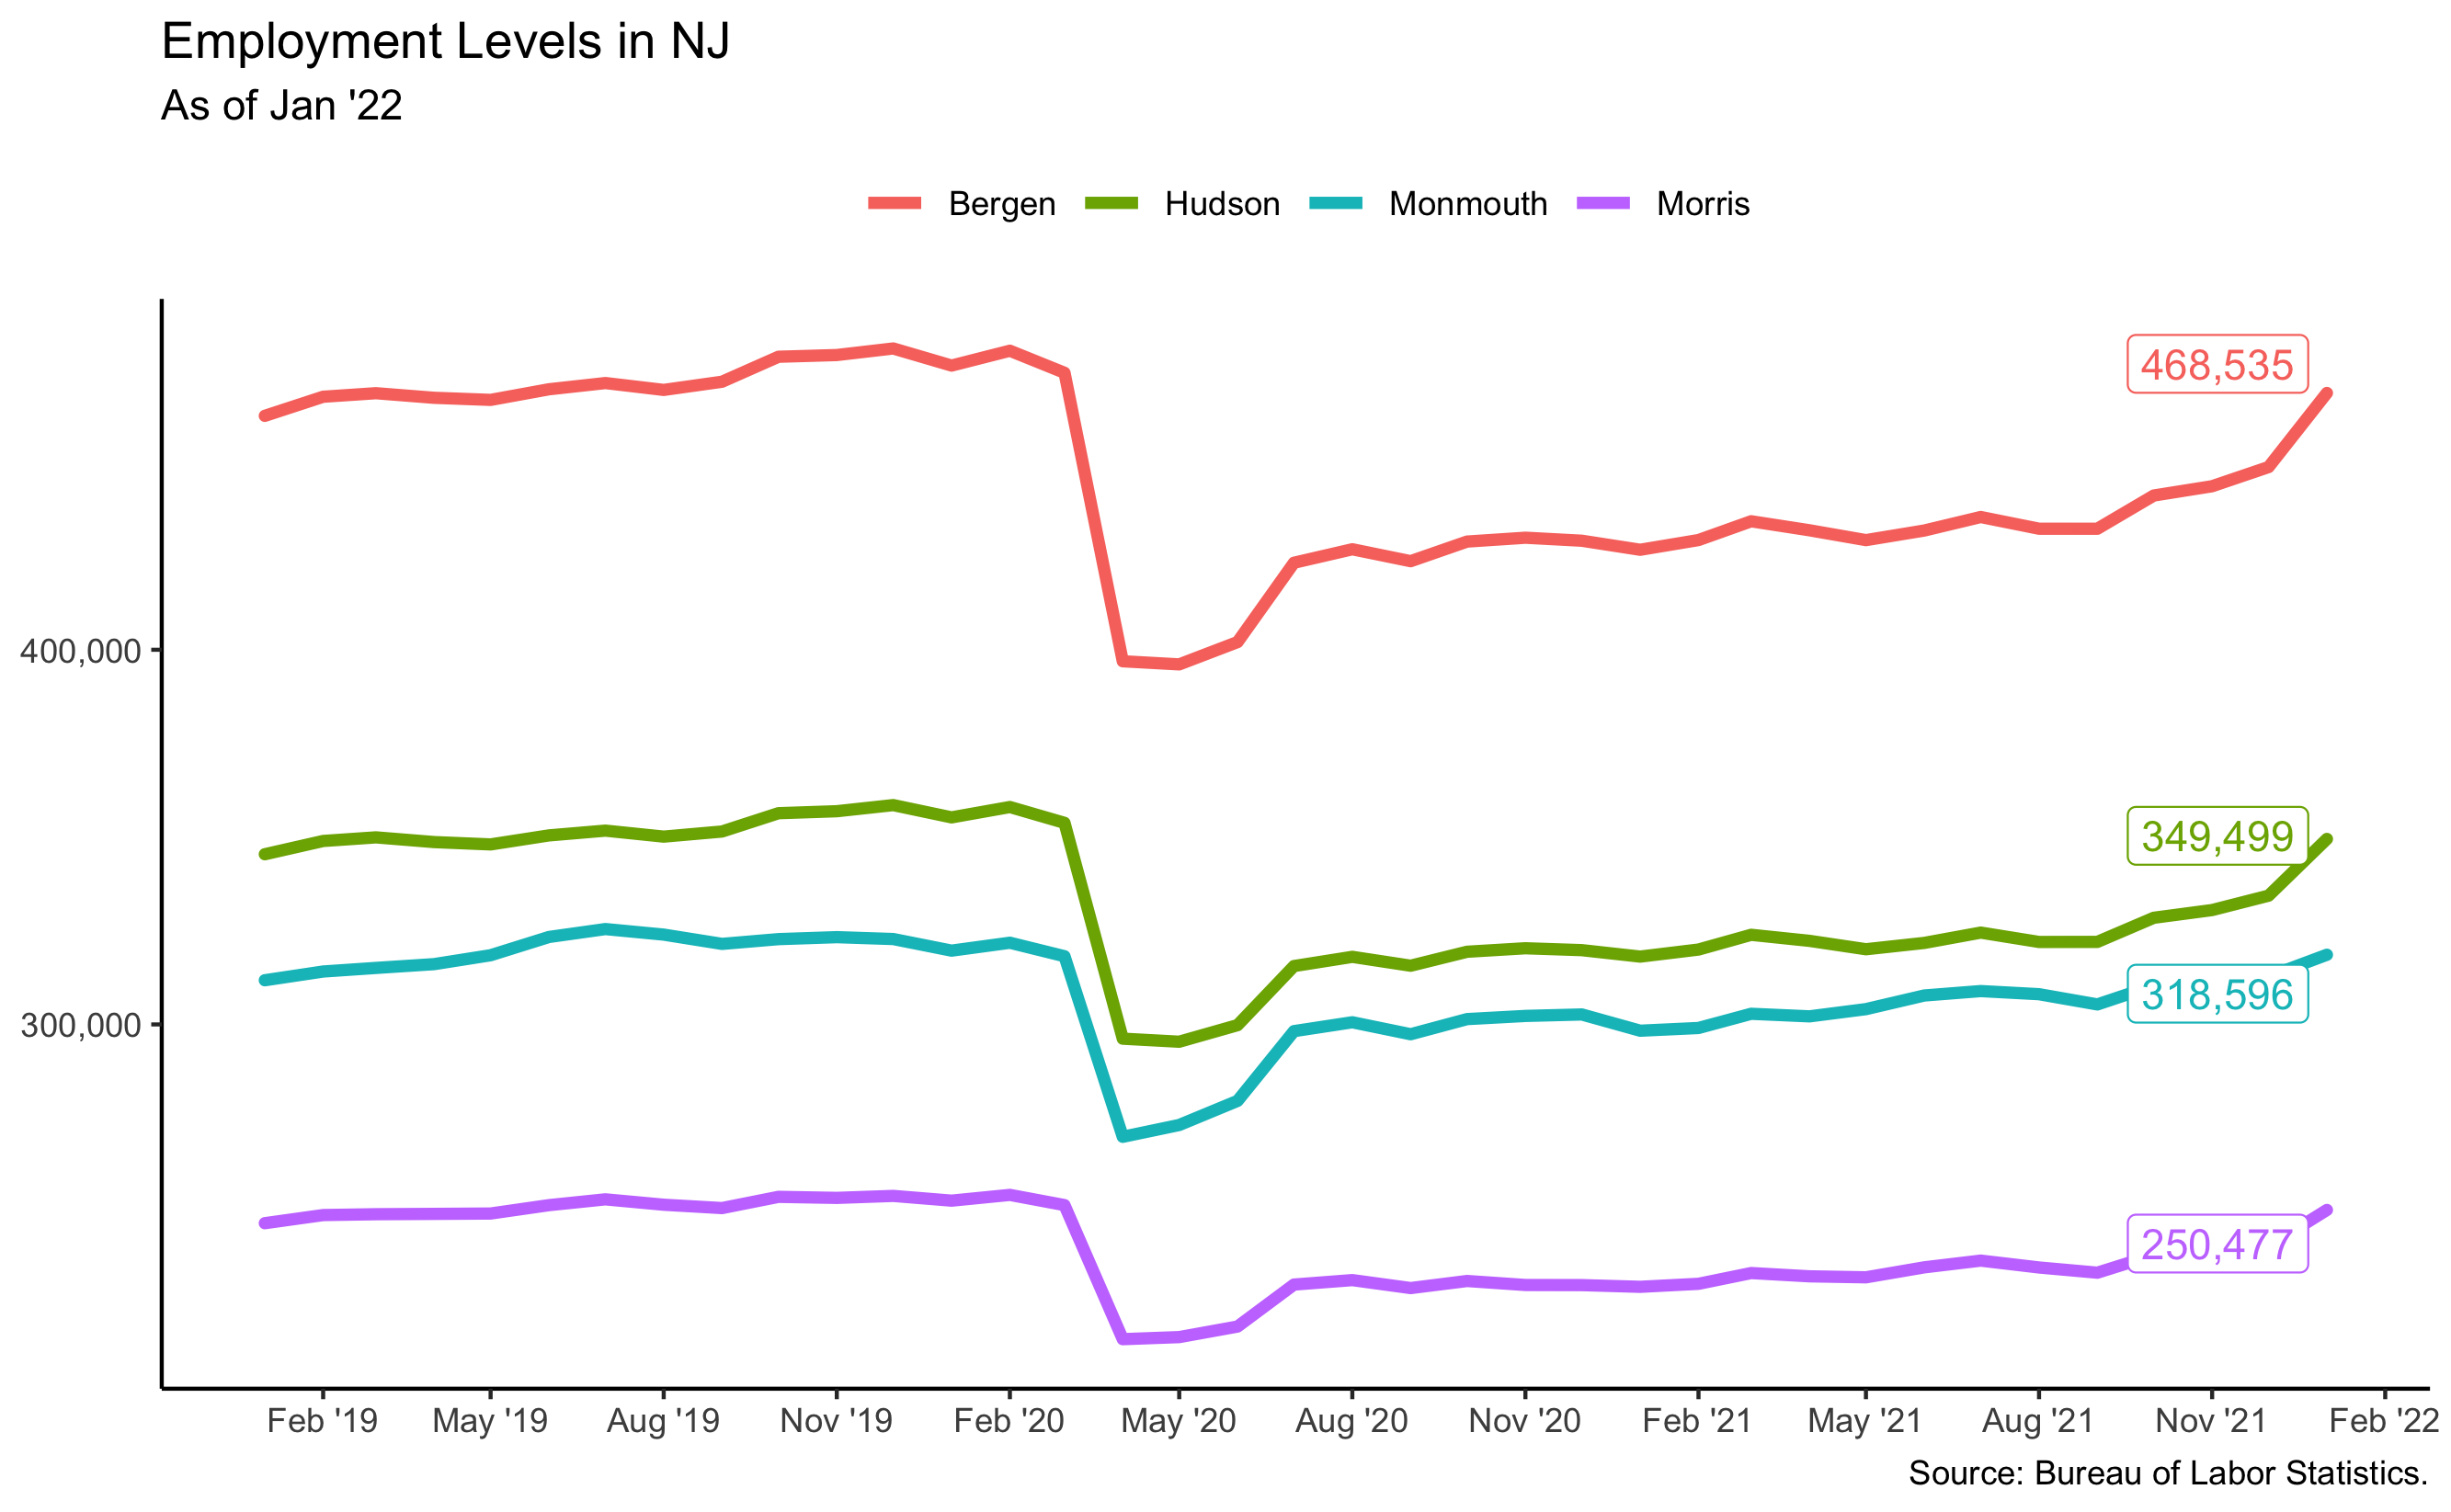 Employment Levels in NJ
As of Jan '22
Bergen Hudson Monmouth Morris
468,535
400,000
349,499
318,596
300,000
250,477
Feb '19 May '19 Aug '19 Nov '19 Feb '20 May '20 Aug '20 Nov '20 Feb '21 May '21 Aug '21 Nov '21 Feb '22
Source: Bureau of Labor Statistics.